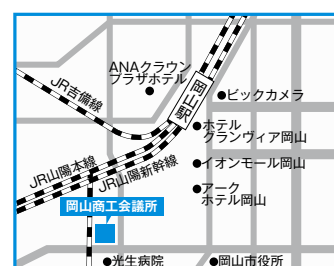 ANAクラウン
プラザホテル
JR吉備線
岡山駅
ビックカメラ
ホテル
グランヴィア岡山
イオンモール岡山
JR山陽本線
JR山陽新幹線
アーク
ホテル岡山
岡山商工会議所
光生病院
岡山市役所